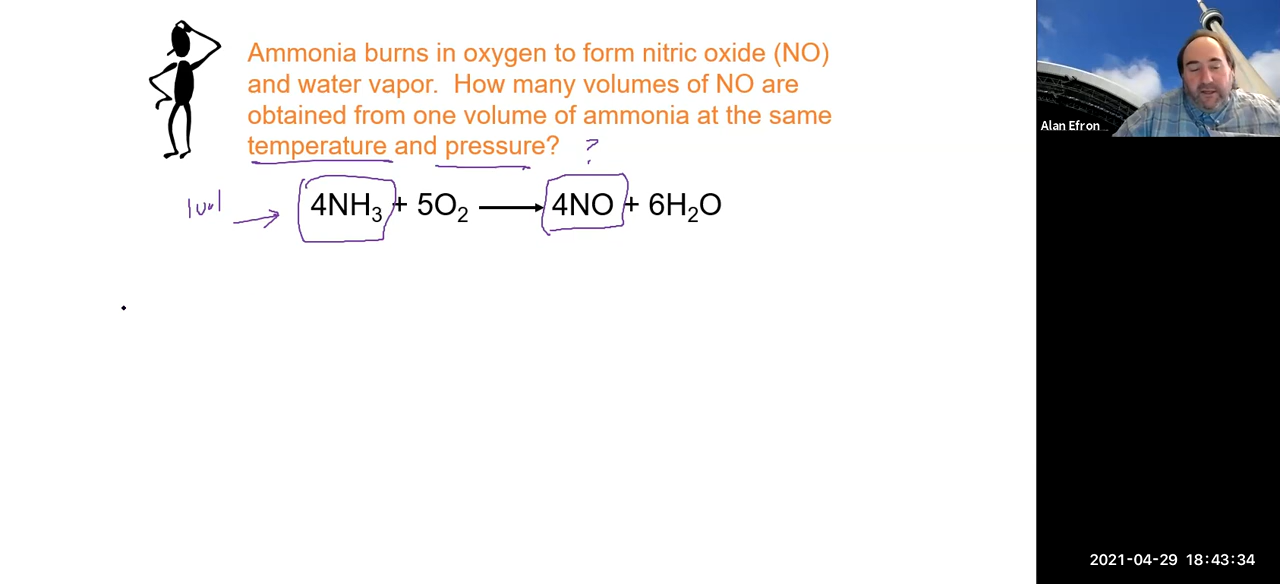 Ammonia burns in oxygen to form nitric oxide (NO)
and water vapor. How many volumes of NO are
obtained from one volume of ammonia at the same
temperature and pressure? ?
1 vol
4NH₃ + 5O₂ ⟶ 4NO + 6H₂O
Alan Efron
2021-04-29 18:43:34